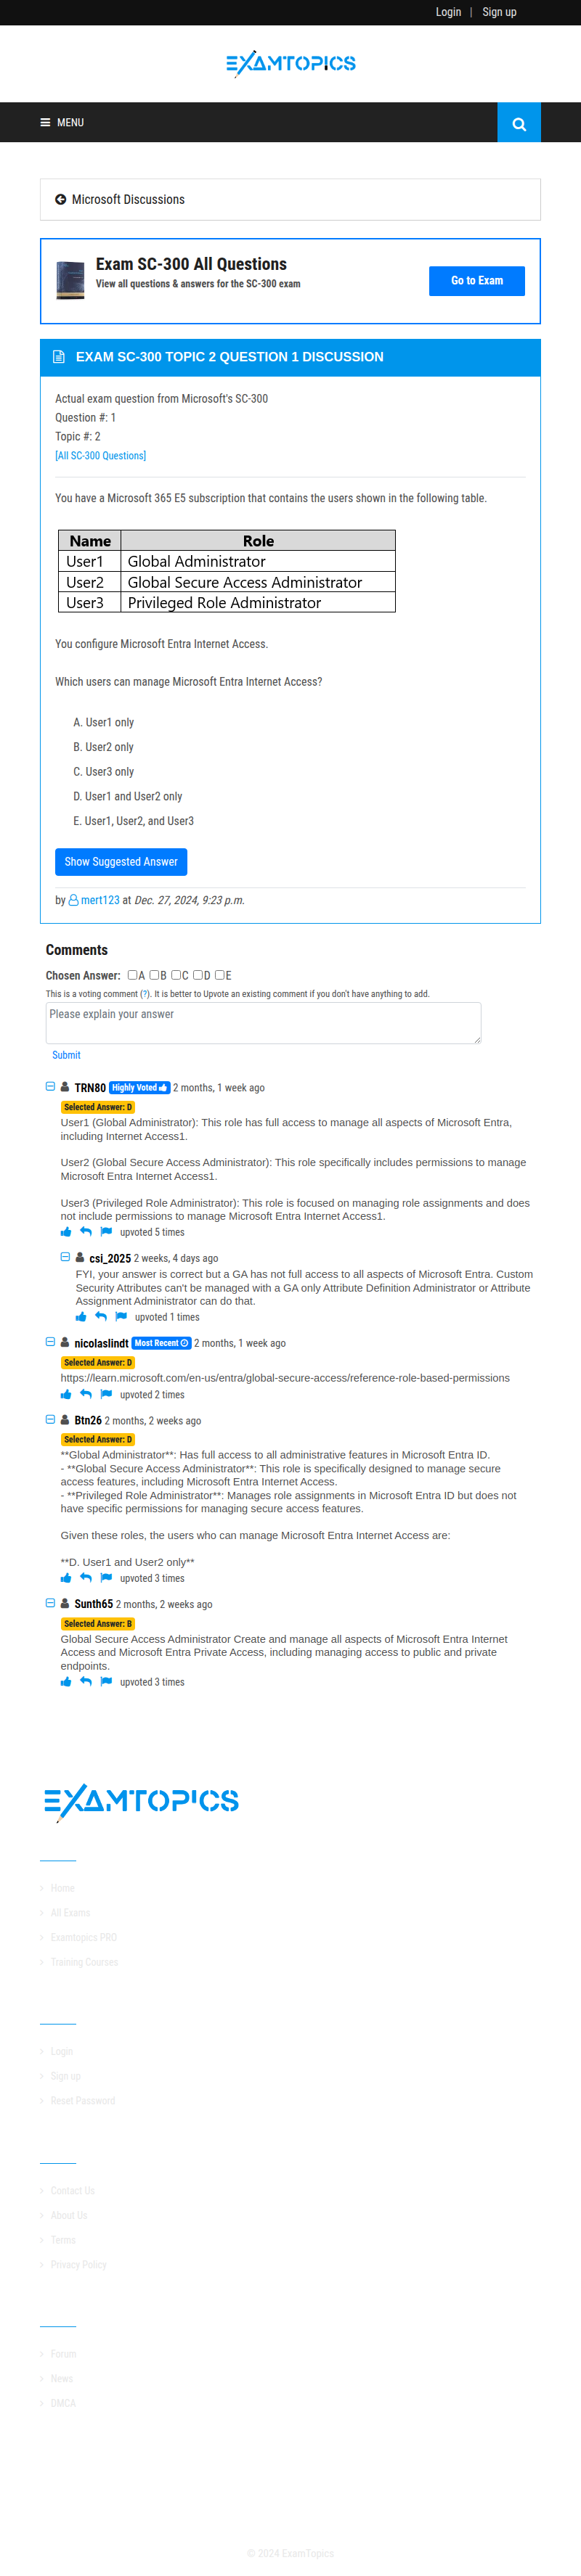 Login | Sign up
EXAMTOPICS
MENU
Microsoft Discussions
Exam SC-300 All Questions
View all questions & answers for the SC-300 exam
Go to Exam
EXAM SC-300 TOPIC 2 QUESTION 1 DISCUSSION
Actual exam question from Microsoft's SC-300
Question #: 1
Topic #: 2
[All SC-300 Questions]
You have a Microsoft 365 E5 subscription that contains the users shown in the following table.
Name Role
User1 Global Administrator
User2 Global Secure Access Administrator
User3 Privileged Role Administrator
You configure Microsoft Entra Internet Access.
Which users can manage Microsoft Entra Internet Access?
A. User1 only
B. User2 only
C. User3 only
D. User1 and User2 only
E. User1, User2, and User3
Show Suggested Answer
by mert123 at Dec. 27, 2024, 9:23 p.m.
Comments
Chosen Answer: A B C D E
This is a voting comment (?). It is better to Upvote an existing comment if you don't have anything to add.
Please explain your answer
Submit
TRN80 Highly Voted 2 months, 1 week ago
Selected Answer: D
User1 (Global Administrator): This role has full access to manage all aspects of Microsoft Entra,
including Internet Access1.
User2 (Global Secure Access Administrator): This role specifically includes permissions to manage
Microsoft Entra Internet Access1.
User3 (Privileged Role Administrator): This role is focused on managing role assignments and does
not include permissions to manage Microsoft Entra Internet Access1.
upvoted 5 times
csi_2025 2 weeks, 4 days ago
FYI, your answer is correct but a GA has not full access to all aspects of Microsoft Entra. Custom
Security Attributes can't be managed with a GA only Attribute Definition Administrator or Attribute
Assignment Administrator can do that.
upvoted 1 times
nicolaslindt Most Recent 2 months, 1 week ago
Selected Answer: D
https://learn.microsoft.com/en-us/entra/global-secure-access/reference-role-based-permissions
upvoted 2 times
Btn26 2 months, 2 weeks ago
Selected Answer: D
**Global Administrator**: Has full access to all administrative features in Microsoft Entra ID.
- **Global Secure Access Administrator**: This role is specifically designed to manage secure
access features, including Microsoft Entra Internet Access.
- **Privileged Role Administrator**: Manages role assignments in Microsoft Entra ID but does not
have specific permissions for managing secure access features.
Given these roles, the users who can manage Microsoft Entra Internet Access are:
**D. User1 and User2 only**
upvoted 3 times
Sunth65 2 months, 2 weeks ago
Selected Answer: B
Global Secure Access Administrator Create and manage all aspects of Microsoft Entra Internet
Access and Microsoft Entra Private Access, including managing access to public and private
endpoints.
upvoted 3 times
EXAMTOPICS
Home
All Exams
Examtopics PRO
Training Courses
Login
Sign up
Reset Password
Contact Us
About Us
Terms
Privacy Policy
Forum
News
DMCA
© 2024 ExamTopics